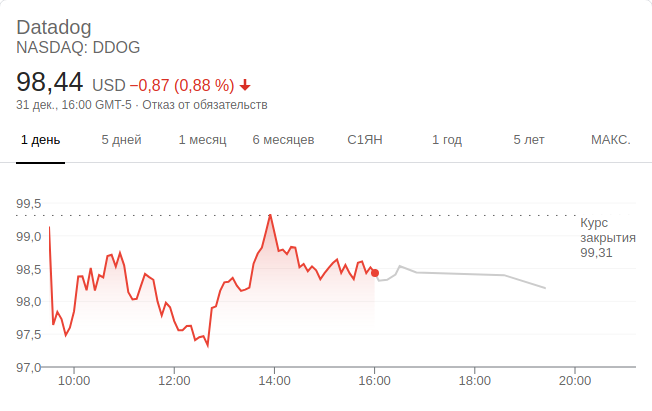 Datadog
NASDAQ: DDOG
98,44 USD −0,87 (0,88 %)
31 дек., 16:00 GMT-5 · Отказ от обязательств
1 день 5 дней 1 месяц 6 месяцев С1ЯН 1 год 5 лет МАКС.
99,5
Курс
закрытия
99,31
99,0
98,5
98,0
97,5
97,0
10:00 12:00 14:00 16:00 18:00 20:00